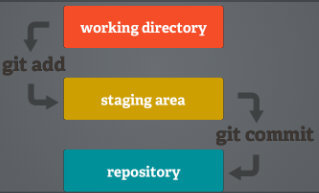 working directory
git add
staging area
git commit
repository